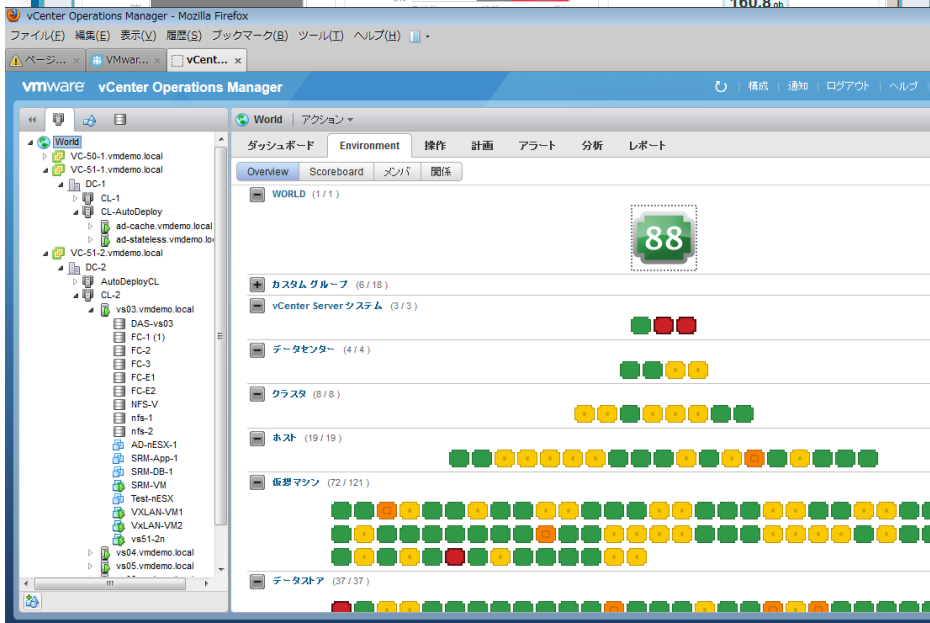 160.8 gb
vCenter Operations Manager - Mozilla Firefox
ファイル(F) 編集(E) 表示(V) 履歴(S) ブックマーク(B) ツール(T) ヘルプ(H)
ページ... × VMwar... × vCent... ×
vmware vCenter Operations Manager
構成 通知 ログアウト ヘルプ
World アクション
ダッシュボード Environment 操作 計画 アラート 分析 レポート
Overview Scoreboard メンバ 関係
World
VC-50-1.vmdemo.local
VC-51-1.vmdemo.local
DC-1
CL-1
CL-AutoDeploy
ad-cache.vmdemo.local
ad-stateless.vmdemo.lo
VC-51-2.vmdemo.local
DC-2
AutoDeployCL
CL-2
vs03.vmdemo.local
DAS-vs03
FC-1 (1)
FC-2
FC-3
FC-E1
FC-E2
NFS-V
nfs-1
nfs-2
AD-nESX-1
SRM-App-1
SRM-DB-1
SRM-VM
Test-nESX
VXLAN-VM1
VxLAN-VM2
vs51-2n
vs04.vmdemo.local
vs05.vmdemo.local
WORLD (1 / 1)
88
カスタム グループ (6 / 18)
vCenter Server システム (3 / 3)
データセンター (4 / 4)
クラスタ (8 / 8)
ホスト (19 / 19)
仮想マシン (72 / 121)
データストア (37 / 37)